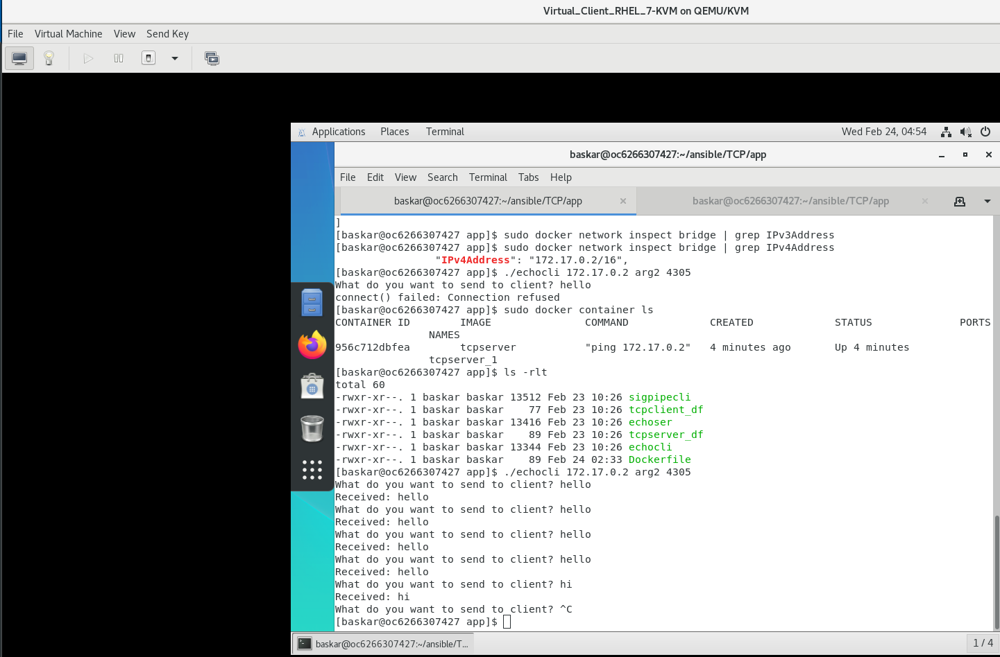 Virtual_Client_RHEL_7-KVM on QEMU/KVM
File Virtual Machine View Send Key
Applications Places Terminal Wed Feb 24, 04:54
baskar@oc6266307427:~/ansible/TCP/app
File Edit View Search Terminal Tabs Help
baskar@oc6266307427:~/ansible/TCP/app × baskar@oc6266307427:~/ansible/TCP/app ×
]
[baskar@oc6266307427 app]$ sudo docker network inspect bridge | grep IPv3Address
[baskar@oc6266307427 app]$ sudo docker network inspect bridge | grep IPv4Address
"IPv4Address": "172.17.0.2/16",
[baskar@oc6266307427 app]$ ./echocli 172.17.0.2 arg2 4305
What do you want to send to client? hello
connect() failed: Connection refused
[baskar@oc6266307427 app]$ sudo docker container ls
CONTAINER ID IMAGE COMMAND CREATED STATUS PORTS
NAMES
956c712dbfea tcpserver "ping 172.17.0.2" 4 minutes ago Up 4 minutes
tcpserver_1
[baskar@oc6266307427 app]$ ls -rlt
total 60
-rwxr-xr--. 1 baskar baskar 13512 Feb 23 10:26 sigpipecli
-rwxr-xr--. 1 baskar baskar 77 Feb 23 10:26 tcpclient_df
-rwxr-xr--. 1 baskar baskar 13416 Feb 23 10:26 echoser
-rwxr-xr--. 1 baskar baskar 89 Feb 23 10:26 tcpserver_df
-rwxr-xr--. 1 baskar baskar 13344 Feb 23 10:26 echocli
-rwxr-xr--. 1 baskar baskar 89 Feb 24 02:33 Dockerfile
[baskar@oc6266307427 app]$ ./echocli 172.17.0.2 arg2 4305
What do you want to send to client? hello
Received: hello
What do you want to send to client? hello
Received: hello
What do you want to send to client? hello
Received: hello
What do you want to send to client? hello
Received: hello
What do you want to send to client? hi
Received: hi
What do you want to send to client? ^C
[baskar@oc6266307427 app]$
baskar@oc6266307427:~/ansible/T... 1 / 4